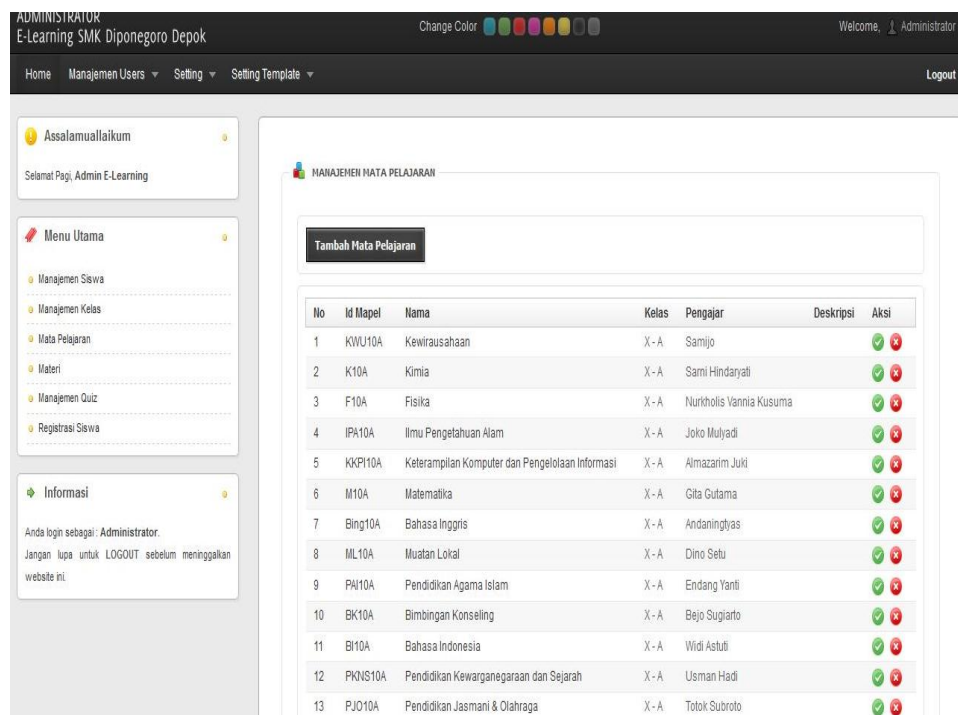 ADMINISTRATOR
E-Learning SMK Diponegoro Depok
Change Color
Welcome, Administrator
Home Manajemen Users Setting Setting Template Logout
Assalamuallaikum
Selamat Pagi, Admin E-Learning
Menu Utama
Manajemen Siswa
Manajemen Kelas
Mata Pelajaran
Materi
Manajemen Quiz
Registrasi Siswa
Informasi
Anda login sebagai : Administrator.
Jangan lupa untuk LOGOUT sebelum meninggalkan
website ini.
MANAJEMEN MATA PELAJARAN
Tambah Mata Pelajaran
No Id Mapel Nama Kelas Pengajar Deskripsi Aksi
1 KWU10A Kewirausahaan X - A Samijo
2 K10A Kimia X - A Sarni Hindaryati
3 F10A Fisika X - A Nurkholis Vannia Kusuma
4 IPA10A Ilmu Pengetahuan Alam X - A Joko Mulyadi
5 KKPI10A Keterampilan Komputer dan Pengelolaan Informasi X - A Almazarim Juki
6 M10A Matematika X - A Gita Gutama
7 Bing10A Bahasa Inggris X - A Andaningtyas
8 ML10A Muatan Lokal X - A Dino Setu
9 PAI10A Pendidikan Agama Islam X - A Endang Yanti
10 BK10A Bimbingan Konseling X - A Bejo Sugiarto
11 BI10A Bahasa Indonesia X - A Widi Astuti
12 PKNS10A Pendidikan Kewarganegaraan dan Sejarah X - A Usman Hadi
13 PJO10A Pendidikan Jasmani & Olahraga X - A Totok Subroto